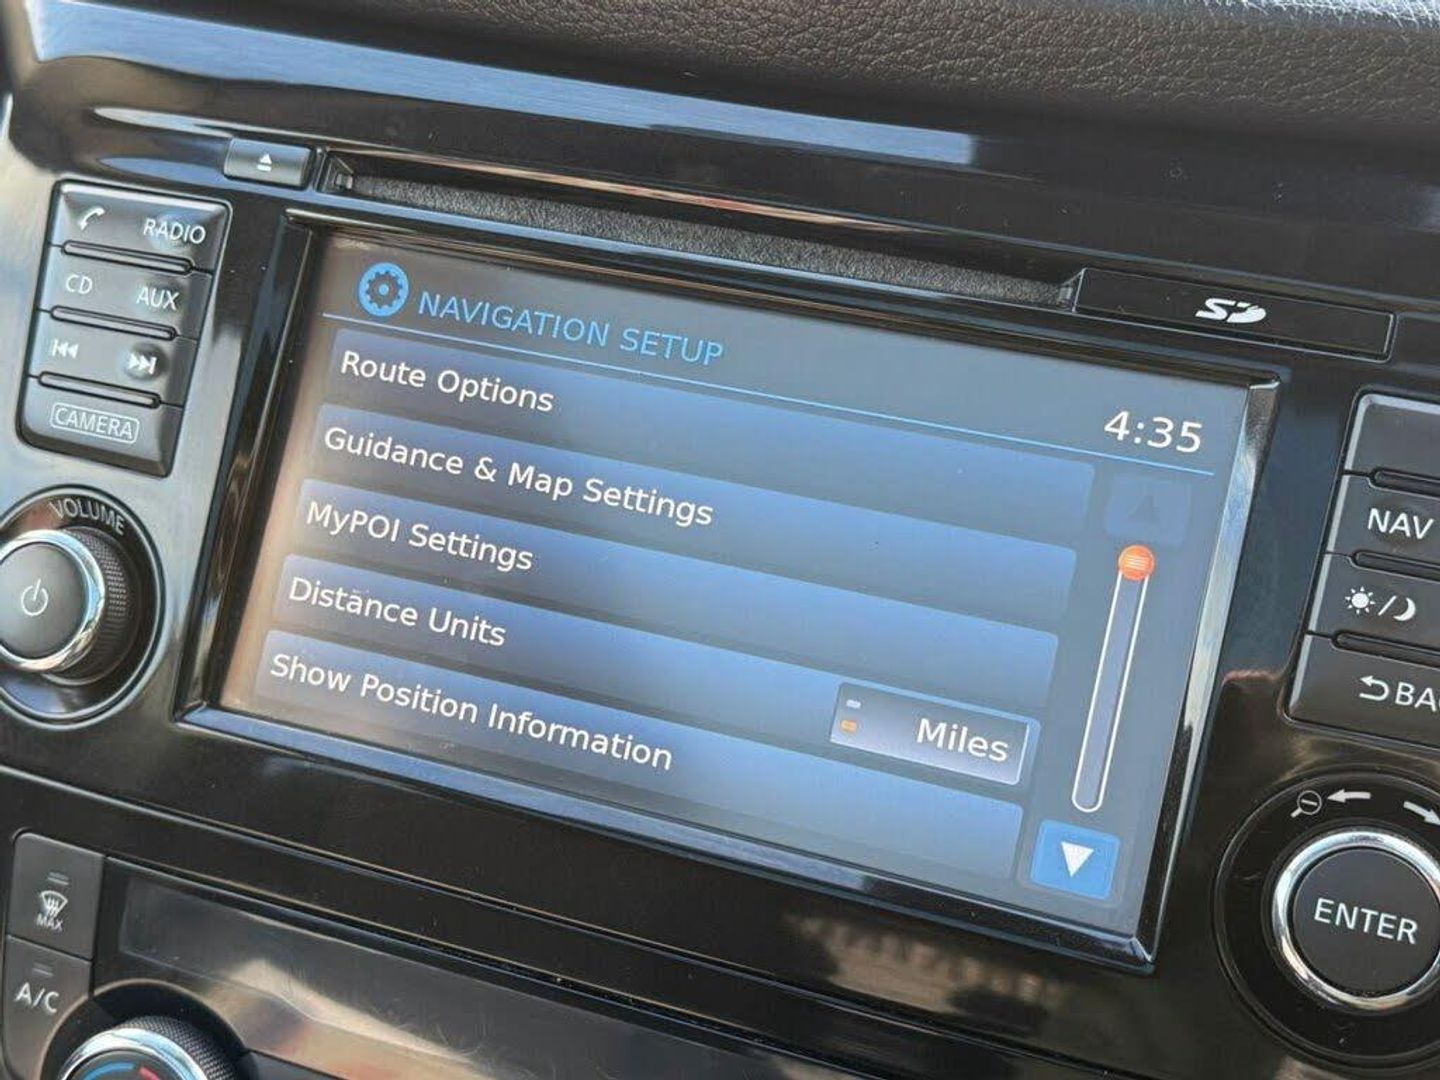 RADIO
CD AUX
CAMERA
VOLUME
MAX
A/C
NAVIGATION SETUP
4:35
Route Options
Guidance & Map Settings
MyPOI Settings
Distance Units
Miles
Show Position Information
SD
NAV
ENTER